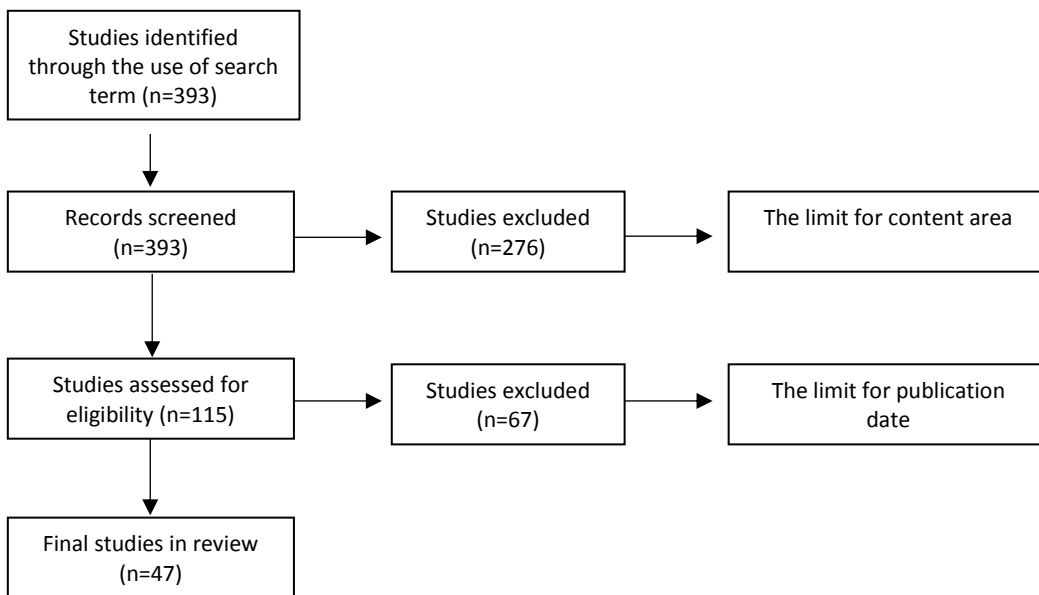 Studies identified
through the use of search
term (n=393)
Records screened
(n=393)
Studies excluded
(n=276)
The limit for content area
Studies assessed for
eligibility (n=115)
Studies excluded
(n=67)
The limit for publication
date
Final studies in review
(n=47)